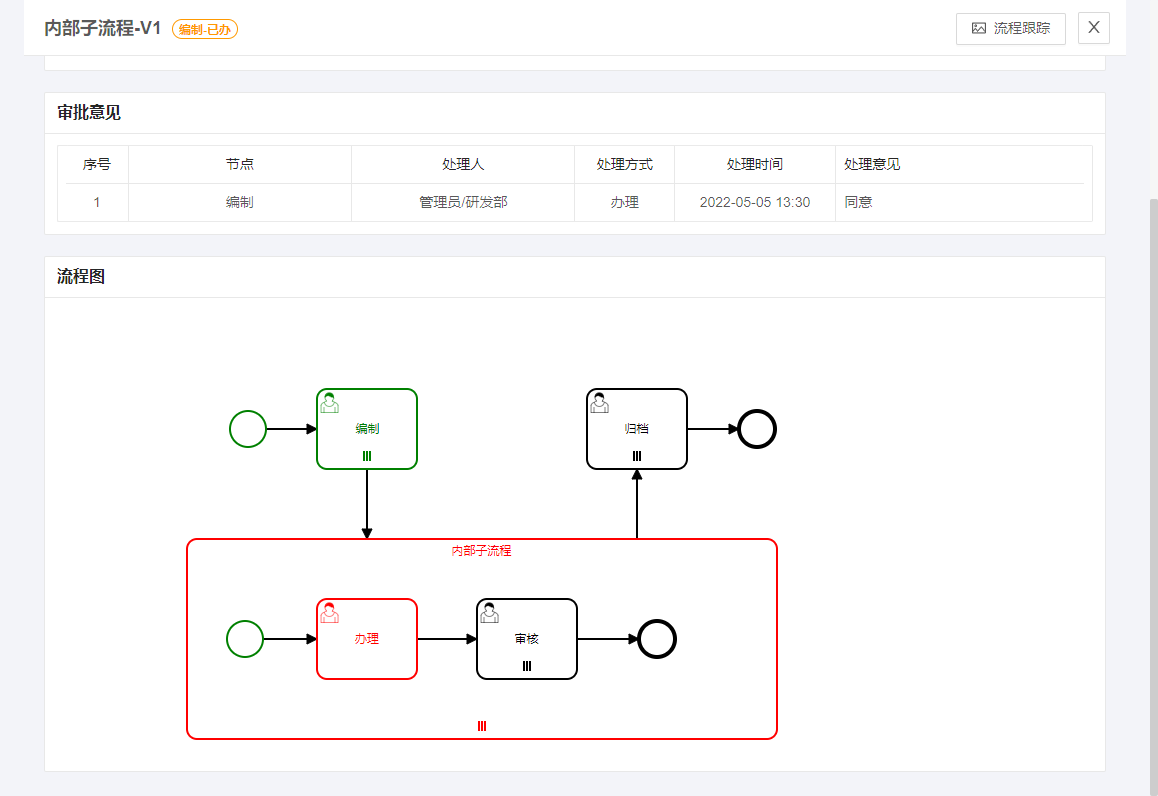 内部子流程-V1 编制-已办 流程跟踪 X
审批意见
序号 节点 处理人 处理方式 处理时间 处理意见
1 编制 管理员/研发部 办理 2022-05-05 13:30 同意
流程图
编制 归档
内部子流程
办理 审核